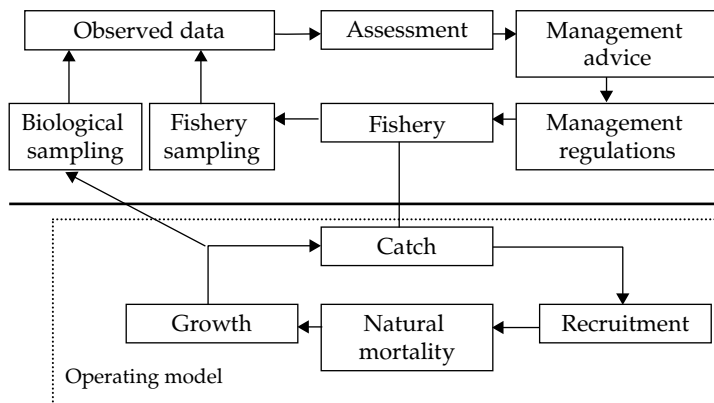 Observed data
Assessment
Management
advice
Biological
sampling
Fishery
sampling
Fishery
Management
regulations
Catch
Growth
Natural
mortality
Recruitment
Operating model